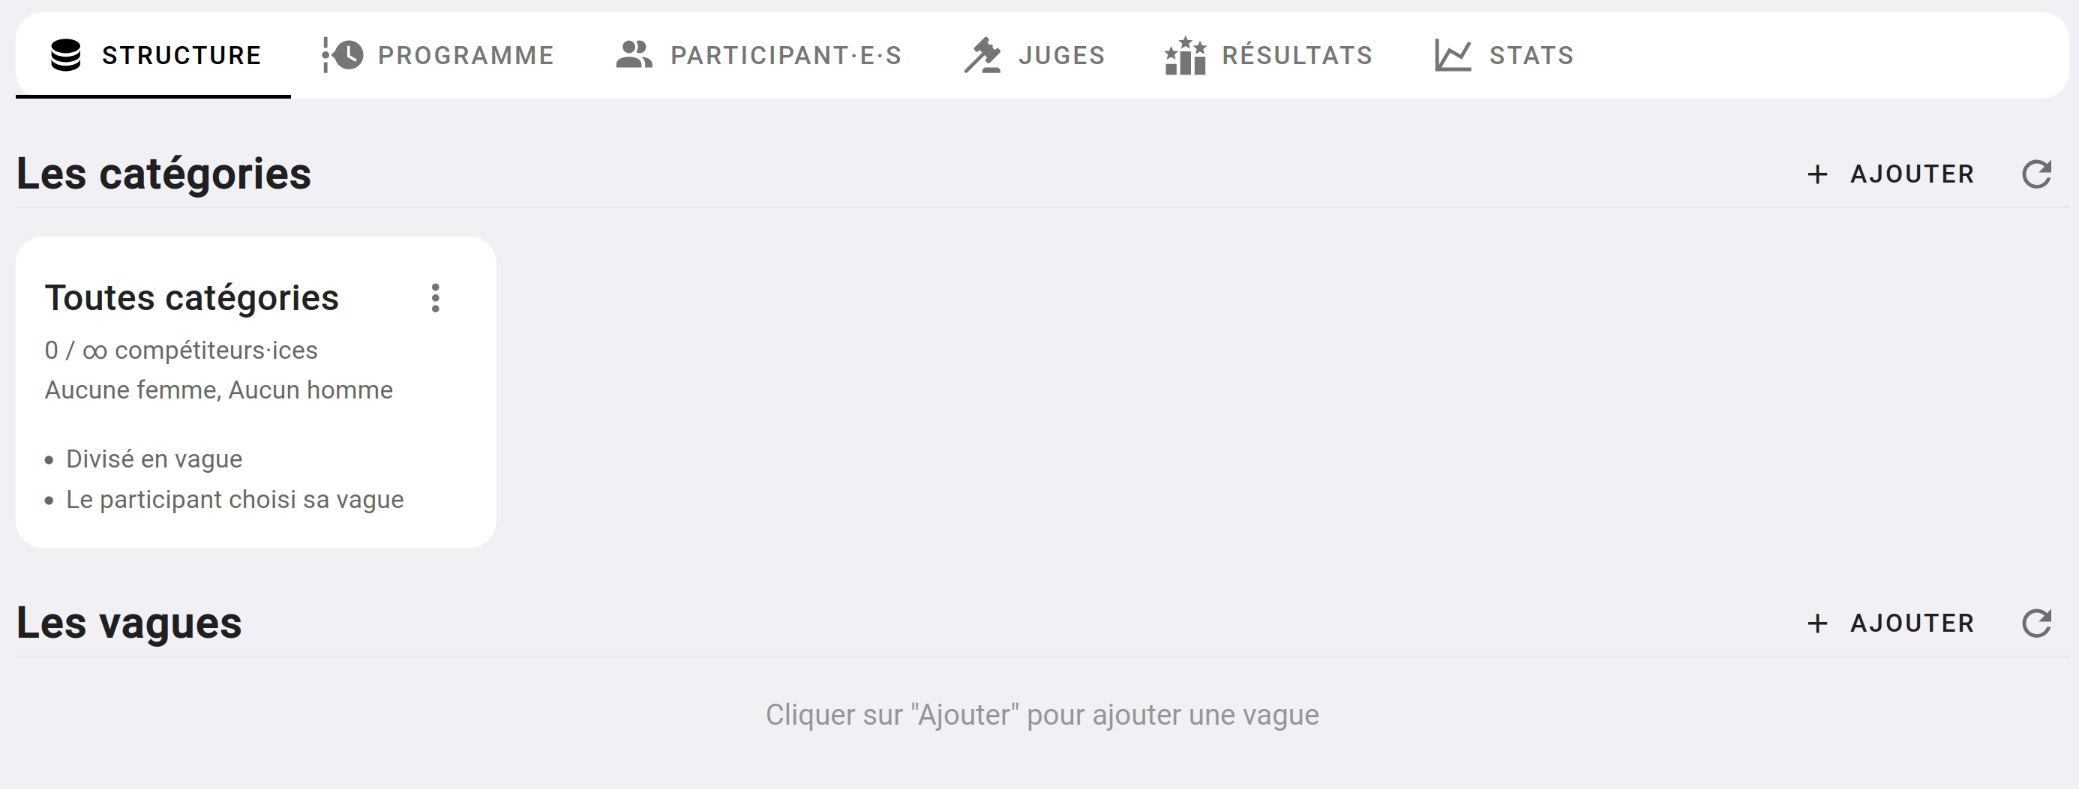 STRUCTURE PROGRAMME PARTICIPANT·E·S JUGES RÉSULTATS STATS
Les catégories + AJOUTER
Toutes catégories
0 / ∞ compétiteurs·ices
Aucune femme, Aucun homme
• Divisé en vague
• Le participant choisi sa vague
Les vagues + AJOUTER
Cliquer sur "Ajouter" pour ajouter une vague